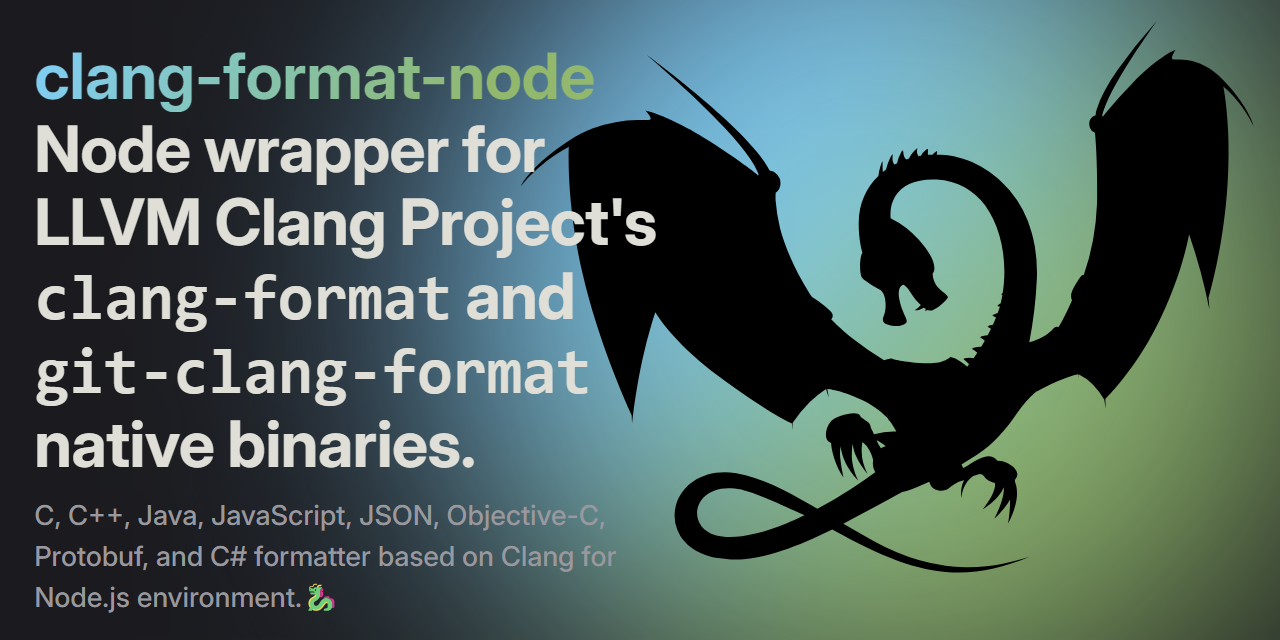 clang-format-node
Node wrapper for
LLVM Clang Project's
clang-format and
git-clang-format
native binaries.
C, C++, Java, JavaScript, JSON, Objective-C,
Protobuf, and C# formatter based on Clang for
Node.js environment. 🐉